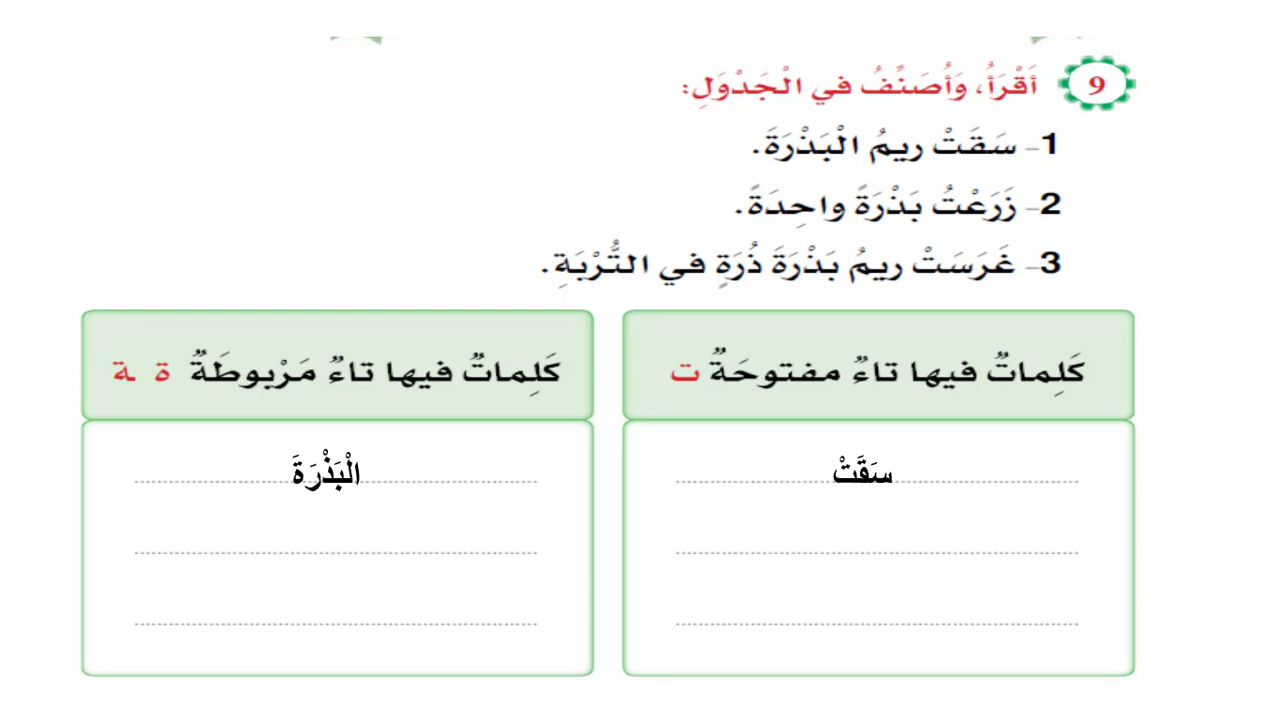 9 أَقْرَأُ، وَأُصَنِّفُ في الْجَدْوَلِ:
1- سَقَتْ ريمُ الْبَذْرَةَ.
2- زَرَعْتُ بَذْرَةً واحِدَةً.
3- غَرَسَتْ ريمُ بَذْرَةَ ذُرَةٍ في التُّرْبَةِ.
كَلِماتٌ فيها تاءٌ مفتوحَةٌ ت
سَقَتْ
كَلِماتٌ فيها تاءٌ مَرْبوطَةٌ ة ـة
الْبَذْرَةَ